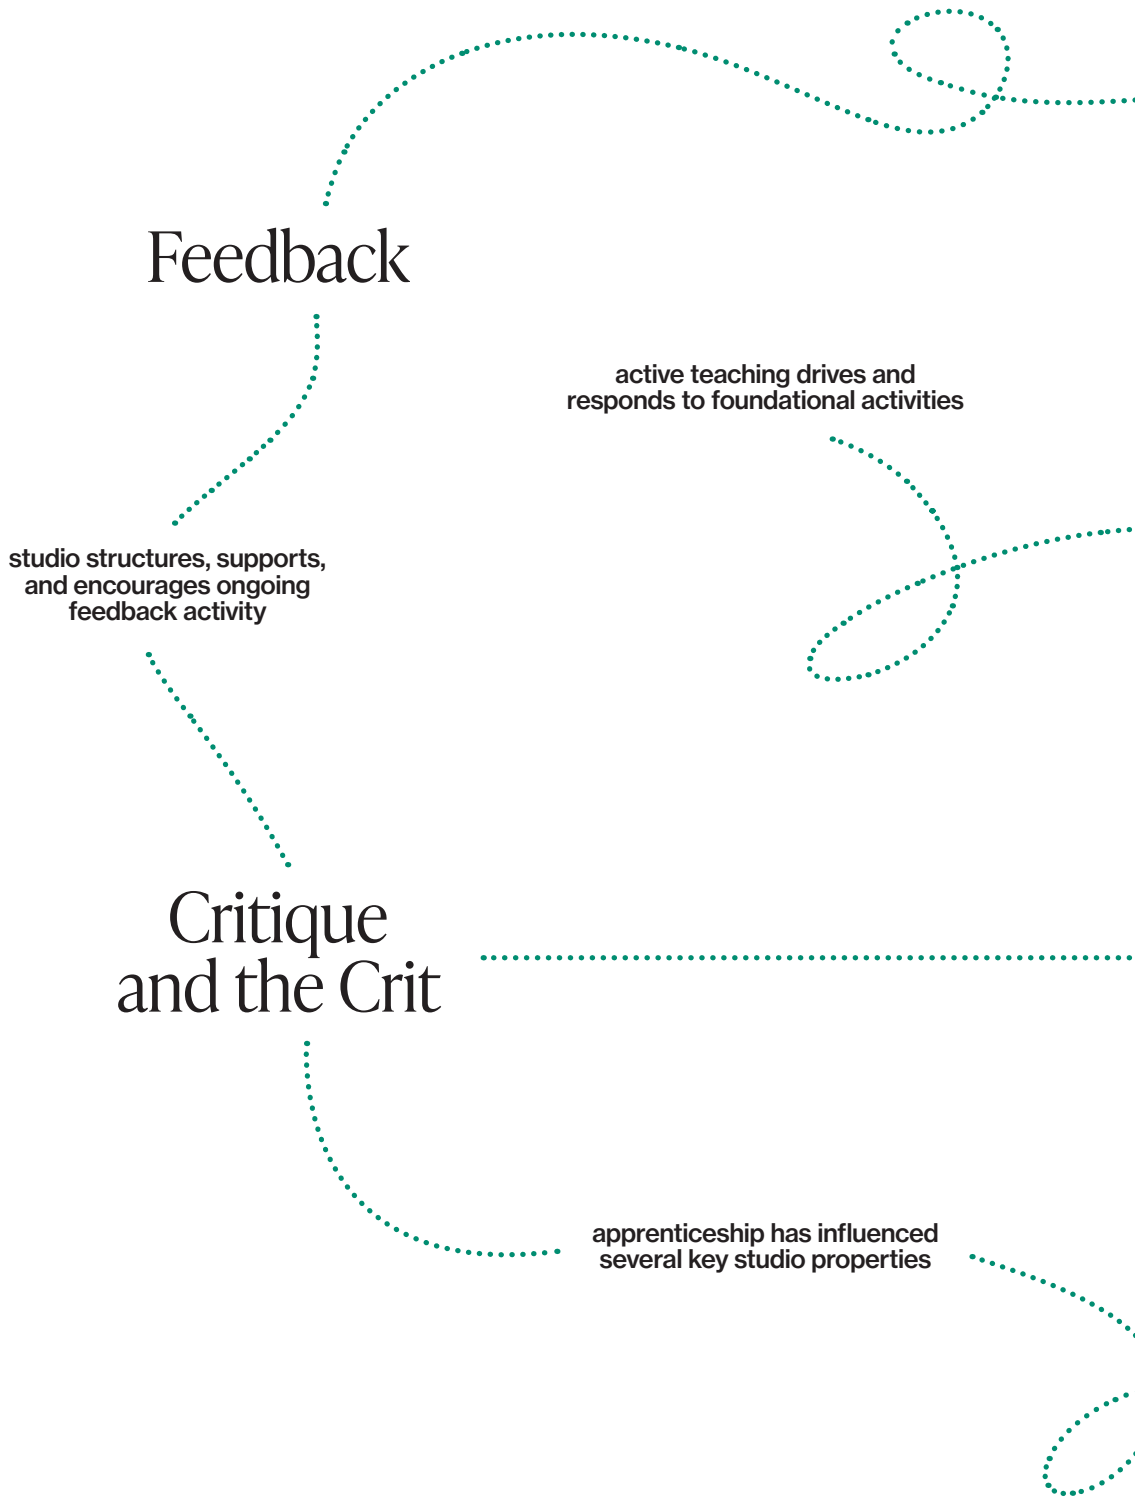 Feedback
active teaching drives and
responds to foundational activities
studio structures, supports,
and encourages ongoing
feedback activity
Critique
and the Crit
apprenticeship has influenced
several key studio properties